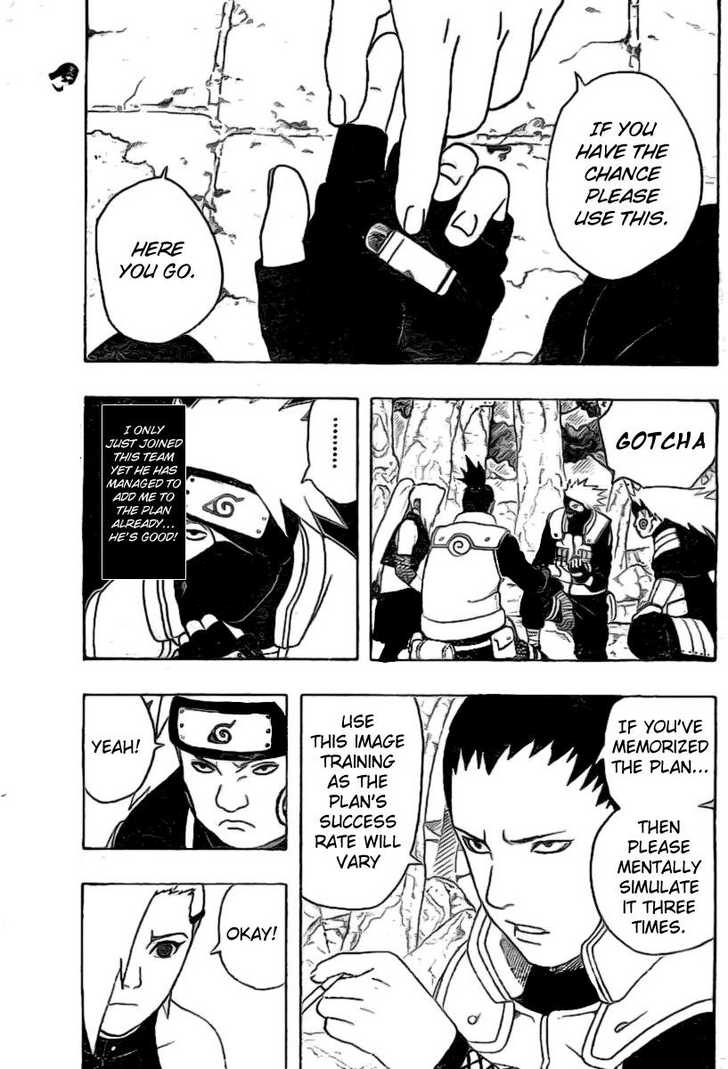 IF YOU
HAVE THE
CHANCE PLEASE
USE THIS.
HERE
YOU GO.
GOTCHA
.........
I ONLY
JUST JOINED
THIS TEAM
YET HE HAS
MANAGED TO
ADD ME TO
THE PLAN
ALREADY...
HE'S GOOD!
IF YOU'VE
MEMORIZED
THE PLAN...
THEN
PLEASE
MENTALLY
SIMULATE
IT THREE
TIMES.
USE
THIS IMAGE
TRAINING
AS THE
PLAN'S
SUCCESS
RATE WILL
VARY
YEAH!
OKAY!